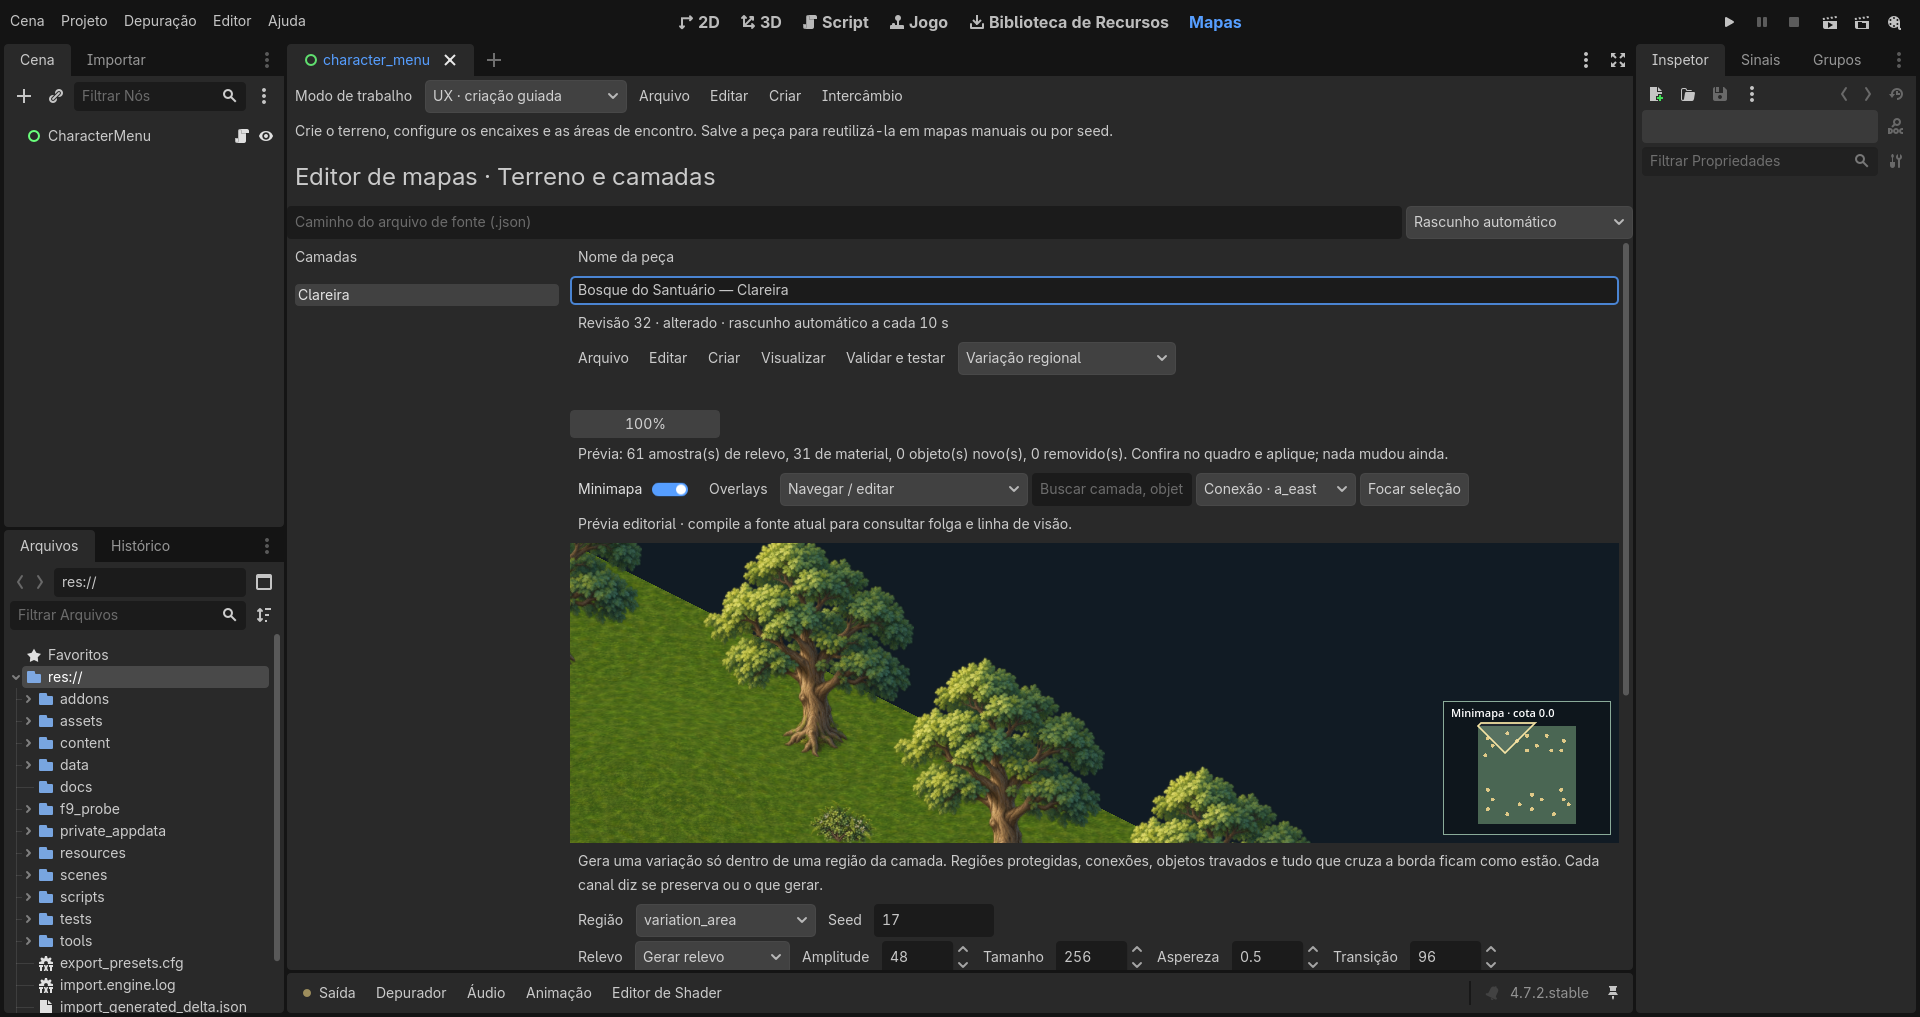 Cena Projeto Depuração Editor Ajuda
2D 3D Script Jogo Biblioteca de Recursos Mapas
Cena Importar
character_menu
Inspetor Sinais Grupos
Filtrar Nós
Modo de trabalho UX · criação guiada Arquivo Editar Criar Intercâmbio
CharacterMenu
Crie o terreno, configure os encaixes e as áreas de encontro. Salve a peça para reutilizá-la em mapas manuais ou por seed.
DOC
Filtrar Propriedades
Editor de mapas · Terreno e camadas
Caminho do arquivo de fonte (.json) Rascunho automático
Camadas
Clareira
Nome da peça
Bosque do Santuário — Clareira
Revisão 32 · alterado · rascunho automático a cada 10 s
Arquivo Editar Criar Visualizar Validar e testar Variação regional
100%
Prévia: 61 amostra(s) de relevo, 31 de material, 0 objeto(s) novo(s), 0 removido(s). Confira no quadro e aplique; nada mudou ainda.
Minimapa Overlays Navegar / editar Buscar camada, objet Conexão · a_east Focar seleção
Prévia editorial · compile a fonte atual para consultar folga e linha de visão.
Minimapa · cota 0.0
Gera uma variação só dentro de uma região da camada. Regiões protegidas, conexões, objetos travados e tudo que cruza a borda ficam como estão. Cada
canal diz se preserva ou o que gerar.
Região variation_area Seed 17
Relevo Gerar relevo Amplitude 48 Tamanho 256 Aspereza 0.5 Transição 96
Arquivos Histórico
res://
Filtrar Arquivos
Favoritos
res://
addons
assets
content
data
docs
f9_probe
private_appdata
resources
scenes
scripts
tests
tools
export_presets.cfg
import.engine.log
import_generated_delta.json
Saída Depurador Áudio Animação Editor de Shader 4.7.2.stable